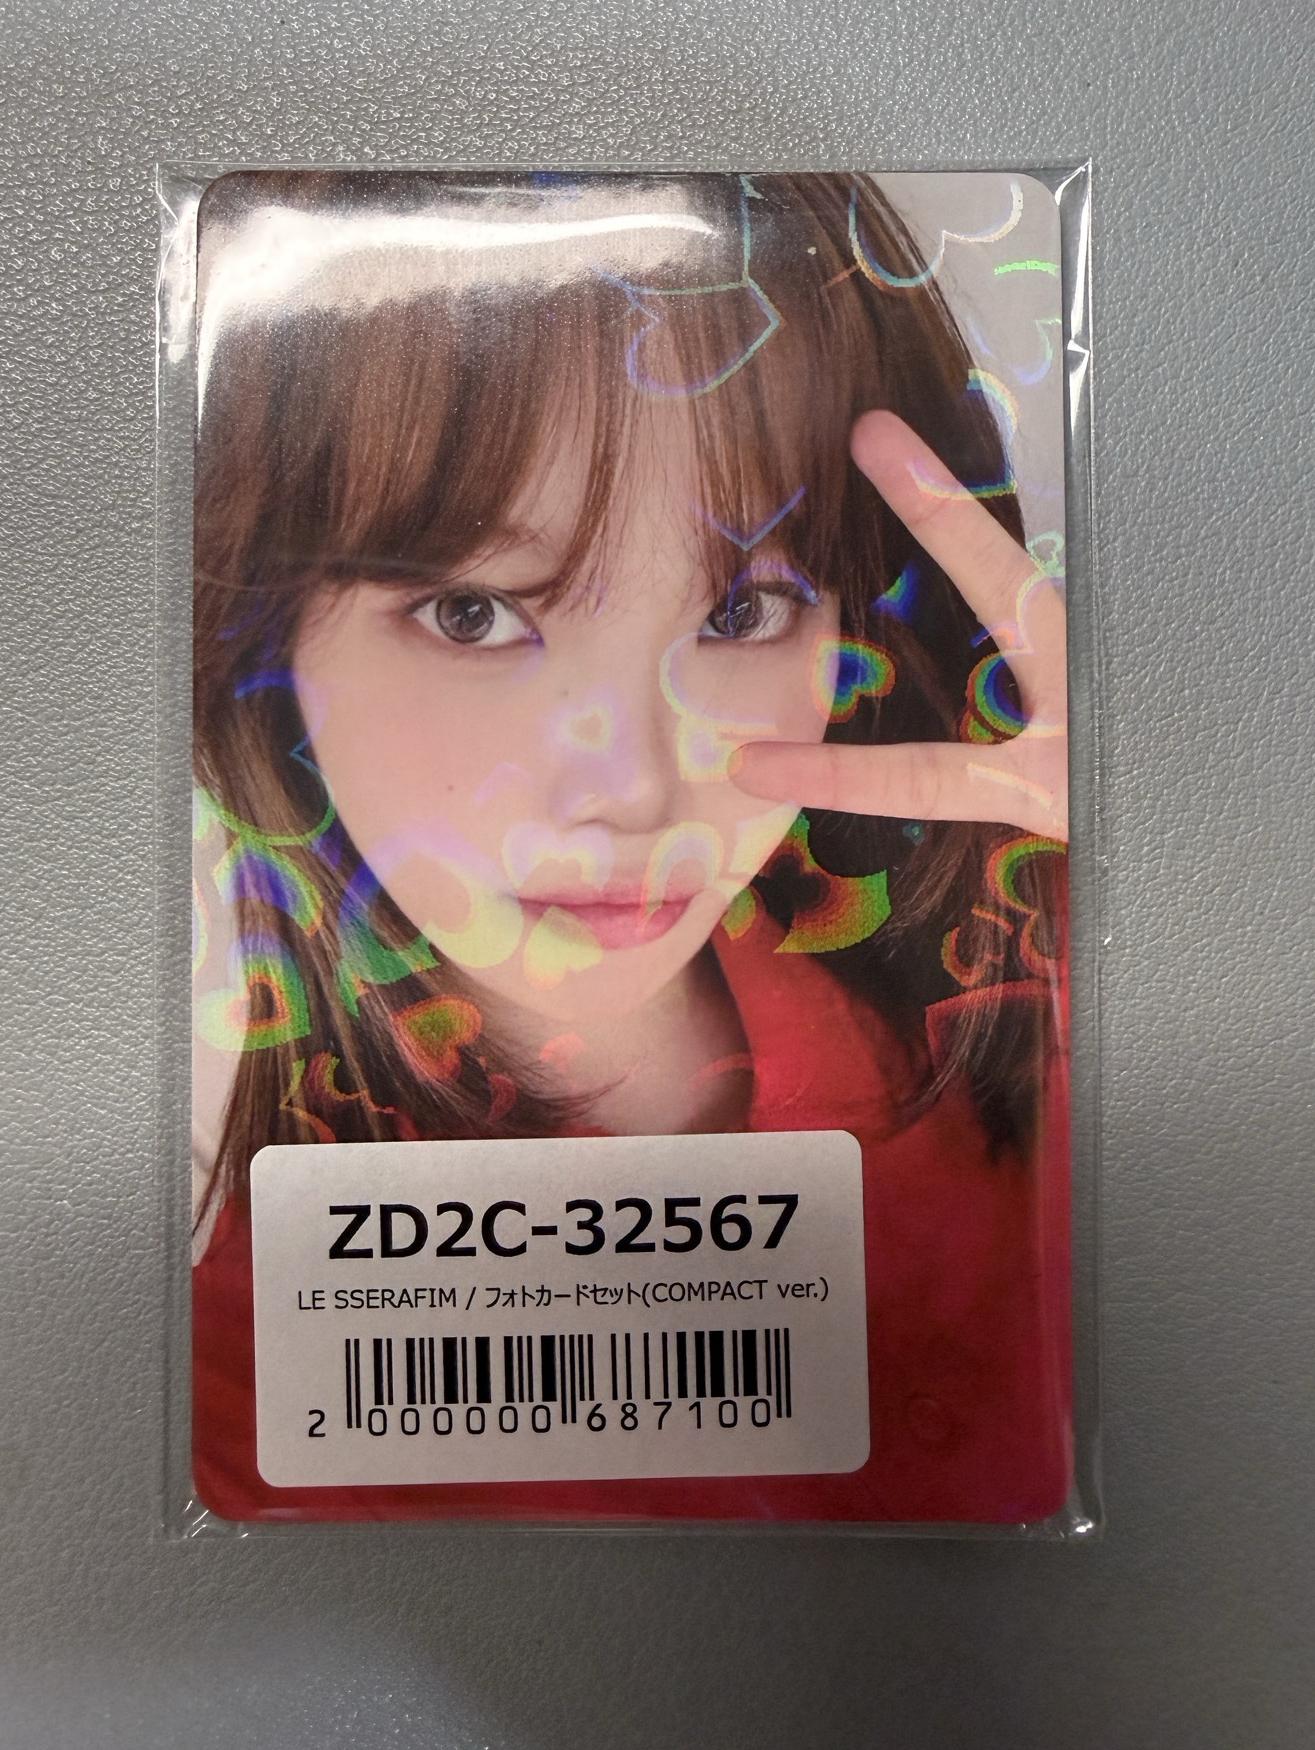 ZD2C-32567
LE SSERAFIM / フォトカードセット(COMPACT ver.)
2 000000 687100